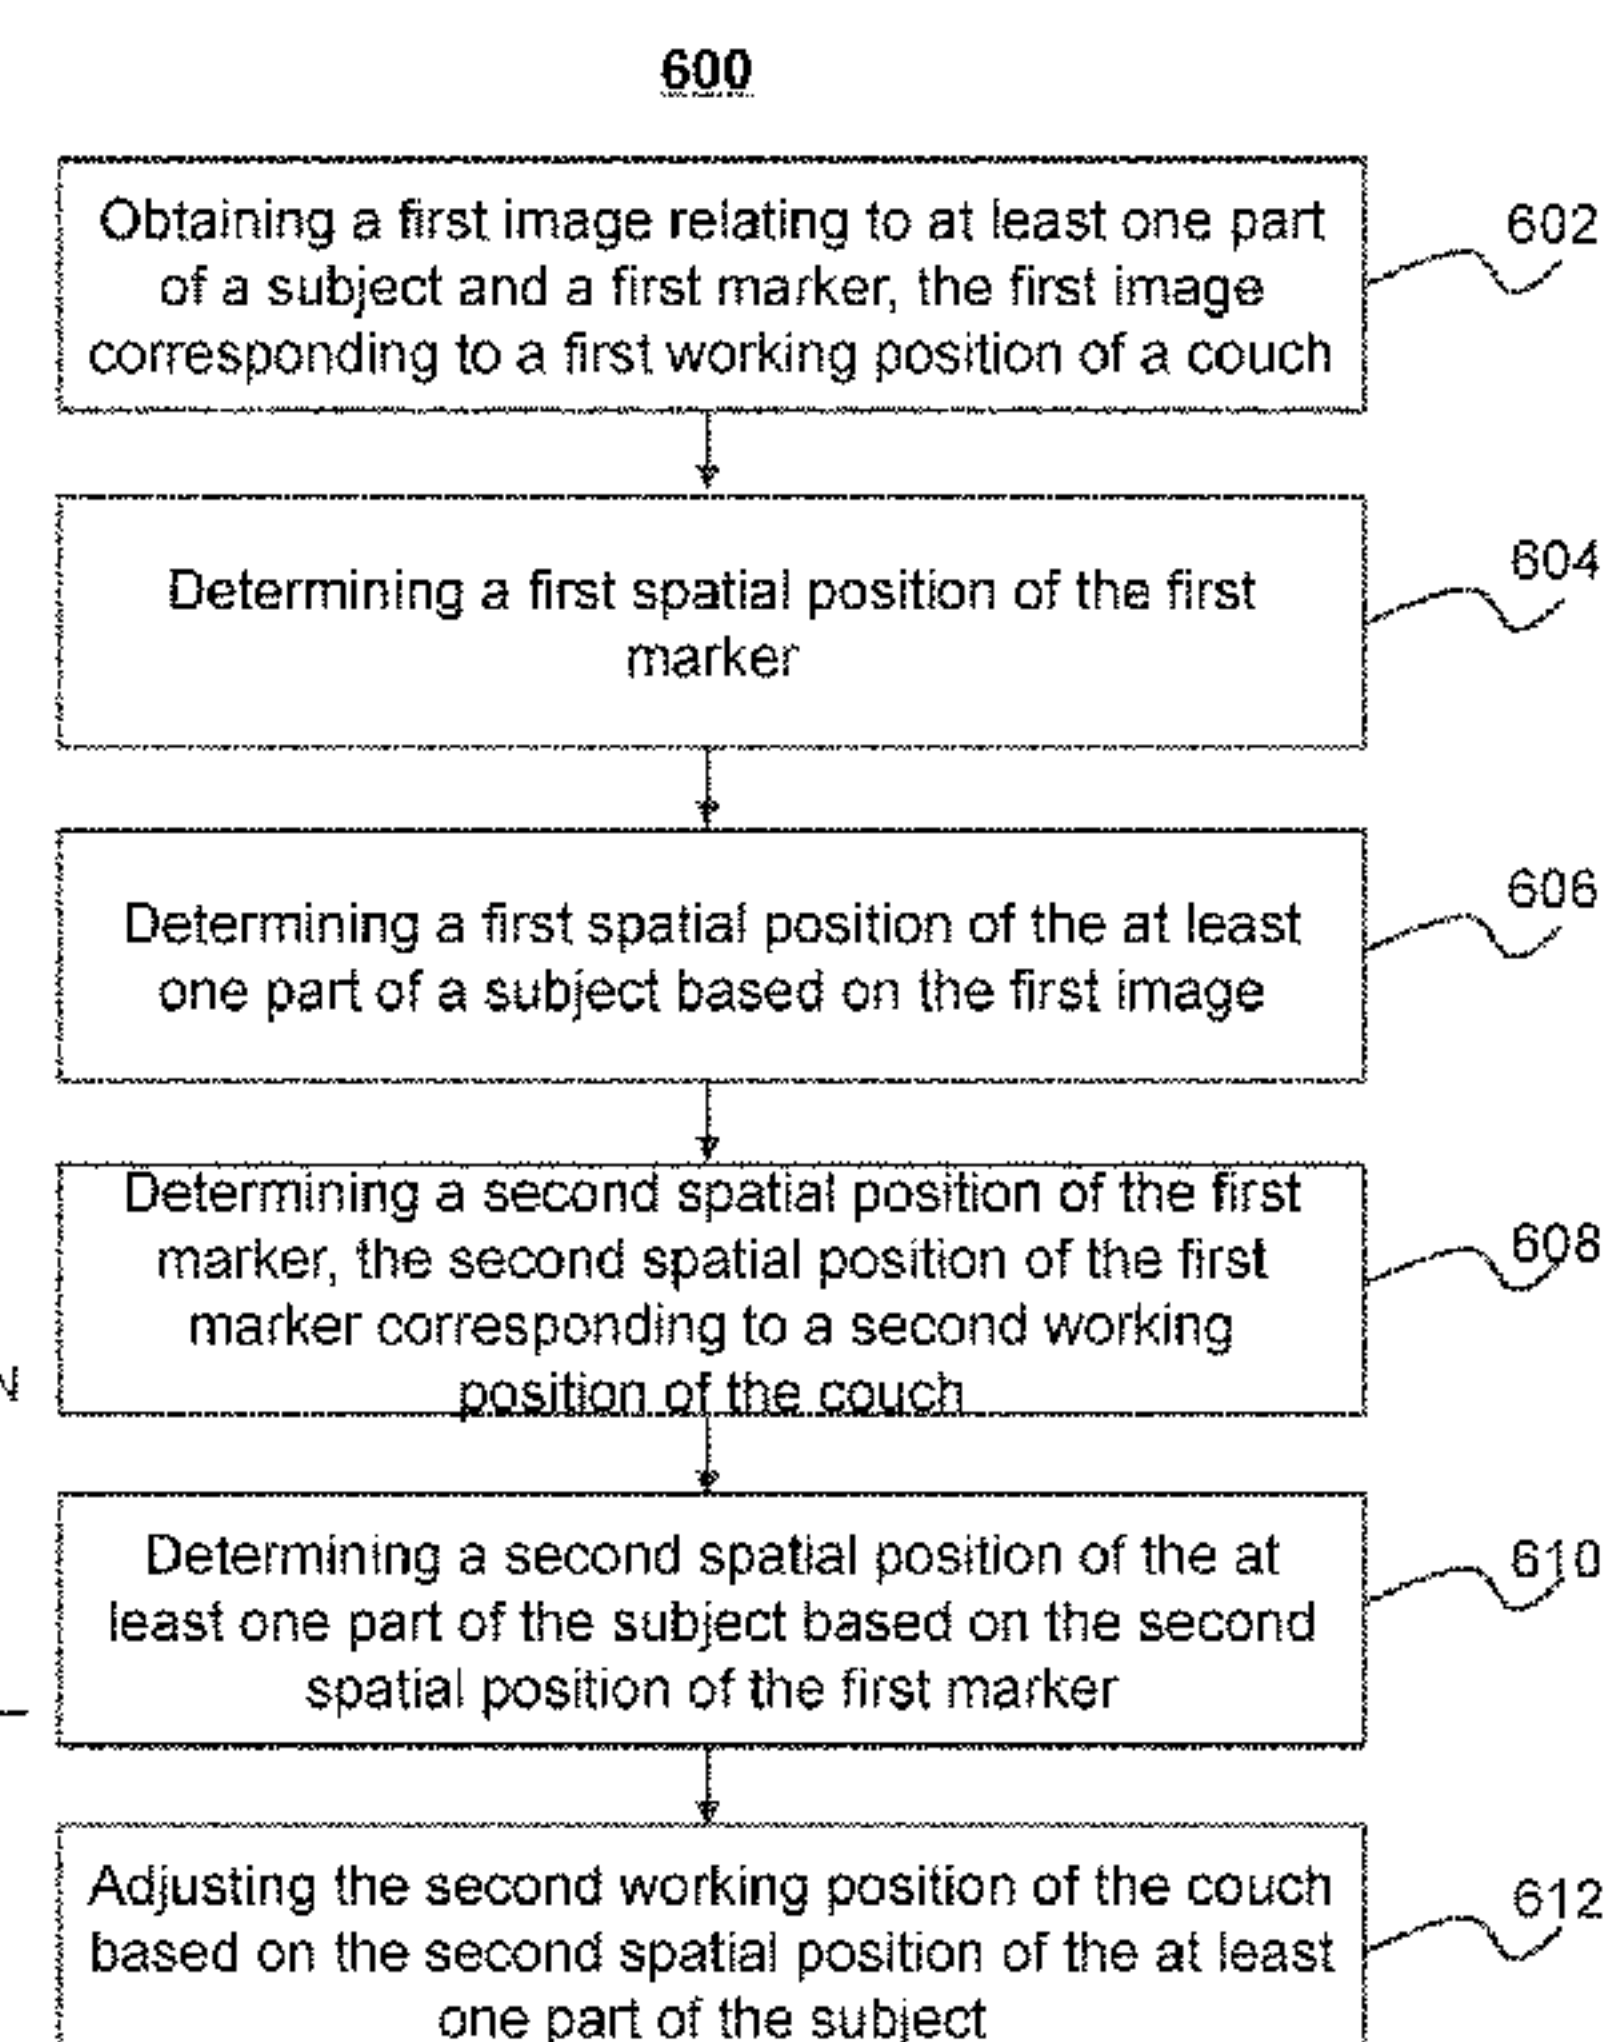 600
Obtaining a first image relating to at least one part
of a subject and a first marker, the first image
corresponding to a first working position of a couch
602
Determining a first spatial position of the first
marker
604
Determining a first spatial position of the at least
one part of a subject based on the first image
606
Determining a second spatial position of the first
marker, the second spatial position of the first
marker corresponding to a second working
position of the couch
608
Determining a second spatial position of the at
least one part of the subject based on the second
spatial position of the first marker
610
Adjusting the second working position of the couch
based on the second spatial position of the at least
one part of the subject
612